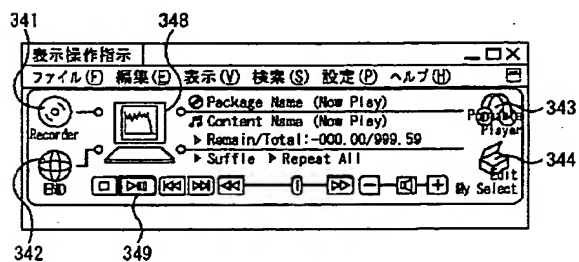 341
348
表示操作指示
ファイル(F) 編集(E) 表示(V) 検索(S) 設定(P) ヘルプ(H)
Package Name (Now Play)
Content Name (Now Play)
Remain/Total:-000.00/999.59
Suffle Repeat All
Recorder
Player
343
Edit
My Select
344
342
349